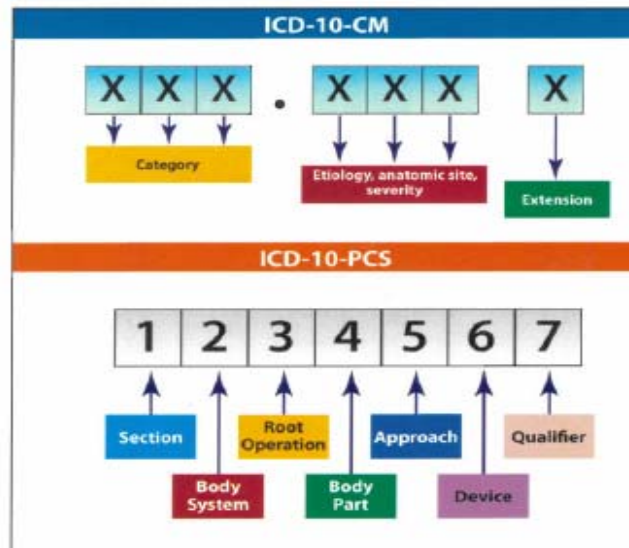 ICD-10-CM
X X X . X X X X
Category
Etiology, anatomic site,
severity
Extension
ICD-10-PCS
1 2 3 4 5 6 7
Section
Root
Operation
Approach
Qualifier
Body
System
Body
Part
Device